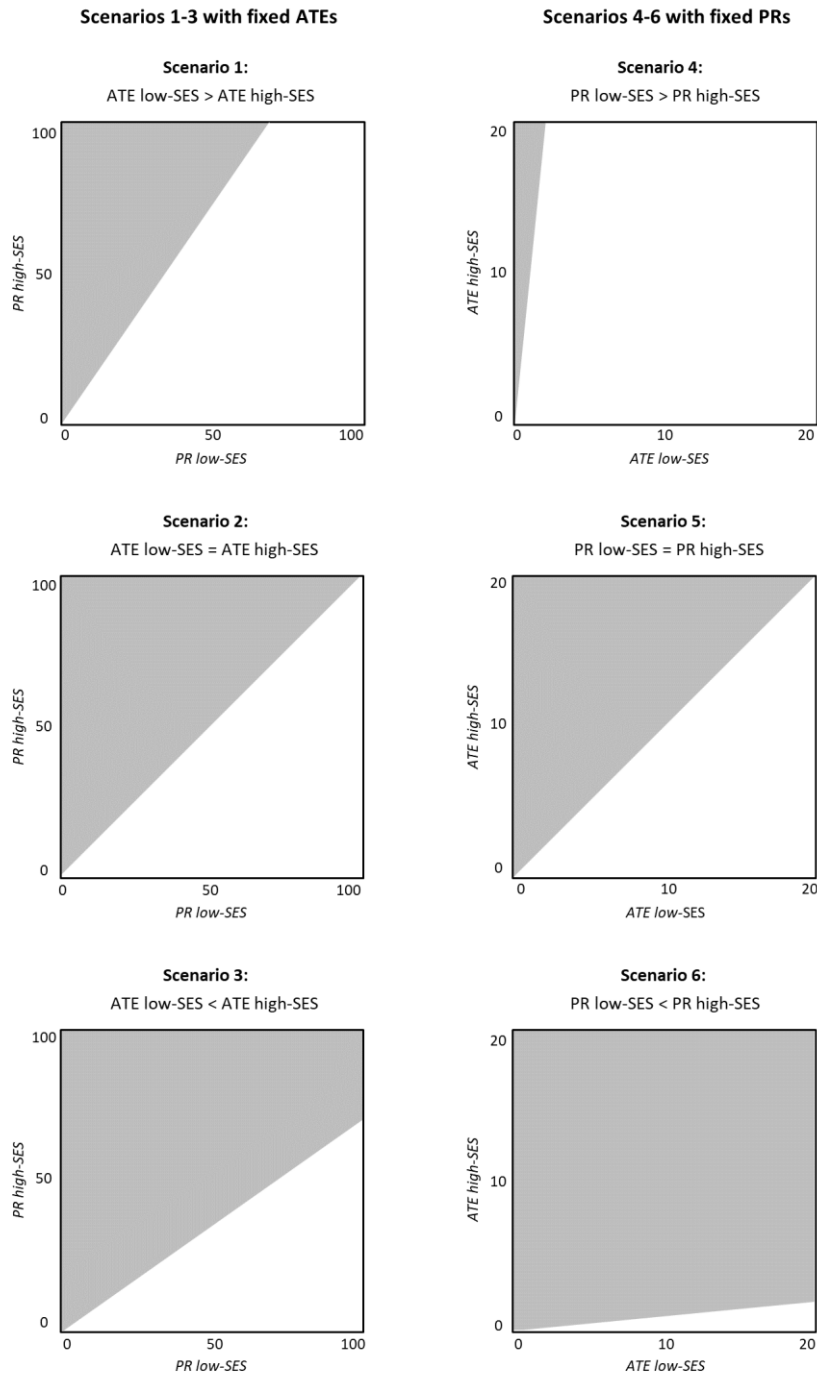 Scenarios 1-3 with fixed ATEs
Scenario 1:
ATE low-SES > ATE high-SES
100
50
0
PR high-SES
0 50 100
PR low-SES
Scenario 2:
ATE low-SES = ATE high-SES
100
50
0
PR high-SES
0 50 100
PR low-SES
Scenario 3:
ATE low-SES < ATE high-SES
100
50
0
PR high-SES
0 50 100
PR low-SES
Scenarios 4-6 with fixed PRs
Scenario 4:
PR low-SES > PR high-SES
20
10
0
ATE high-SES
0 10 20
ATE low-SES
Scenario 5:
PR low-SES = PR high-SES
20
10
0
ATE high-SES
0 10 20
ATE low-SES
Scenario 6:
PR low-SES < PR high-SES
20
10
0
ATE high-SES
0 10 20
ATE low-SES